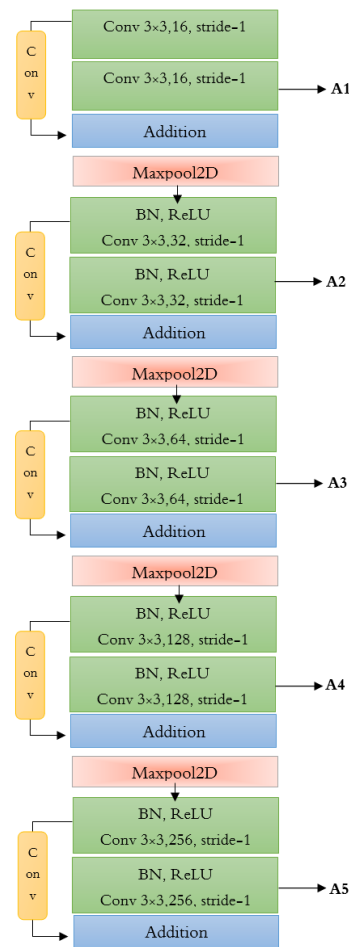 Conv 3×3,16, stride-1
C
on
v
Conv 3×3,16, stride-1
A1
Addition
Maxpool2D
BN, ReLU
Conv 3×3,32, stride-1
C
on
v
BN, ReLU
Conv 3×3,32, stride-1
A2
Addition
Maxpool2D
BN, ReLU
Conv 3×3,64, stride-1
C
on
v
BN, ReLU
Conv 3×3,64, stride-1
A3
Addition
Maxpool2D
BN, ReLU
Conv 3×3,128, stride-1
C
on
v
BN, ReLU
Conv 3×3,128, stride-1
A4
Addition
Maxpool2D
BN, ReLU
Conv 3×3,256, stride-1
C
on
v
BN, ReLU
Conv 3×3,256, stride-1
A5
Addition